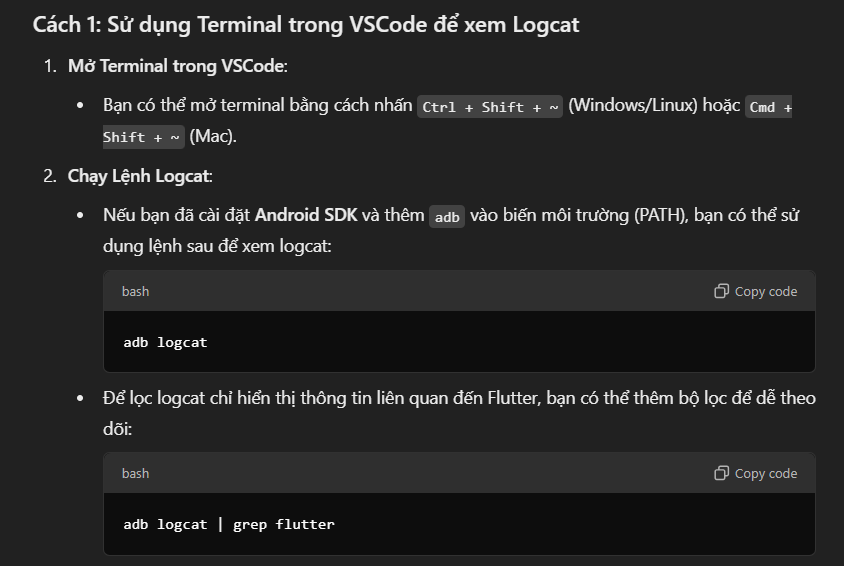 Cách 1: Sử dụng Terminal trong VSCode để xem Logcat
1. Mở Terminal trong VSCode:
• Bạn có thể mở terminal bằng cách nhấn Ctrl + Shift + ~ (Windows/Linux) hoặc Cmd +
Shift + ~ (Mac).
2. Chạy Lệnh Logcat:
• Nếu bạn đã cài đặt Android SDK và thêm adb vào biến môi trường (PATH), bạn có thể sử
dụng lệnh sau để xem logcat:
bash Copy code
adb logcat
• Để lọc logcat chỉ hiển thị thông tin liên quan đến Flutter, bạn có thể thêm bộ lọc để dễ theo
dõi:
bash Copy code
adb logcat | grep flutter